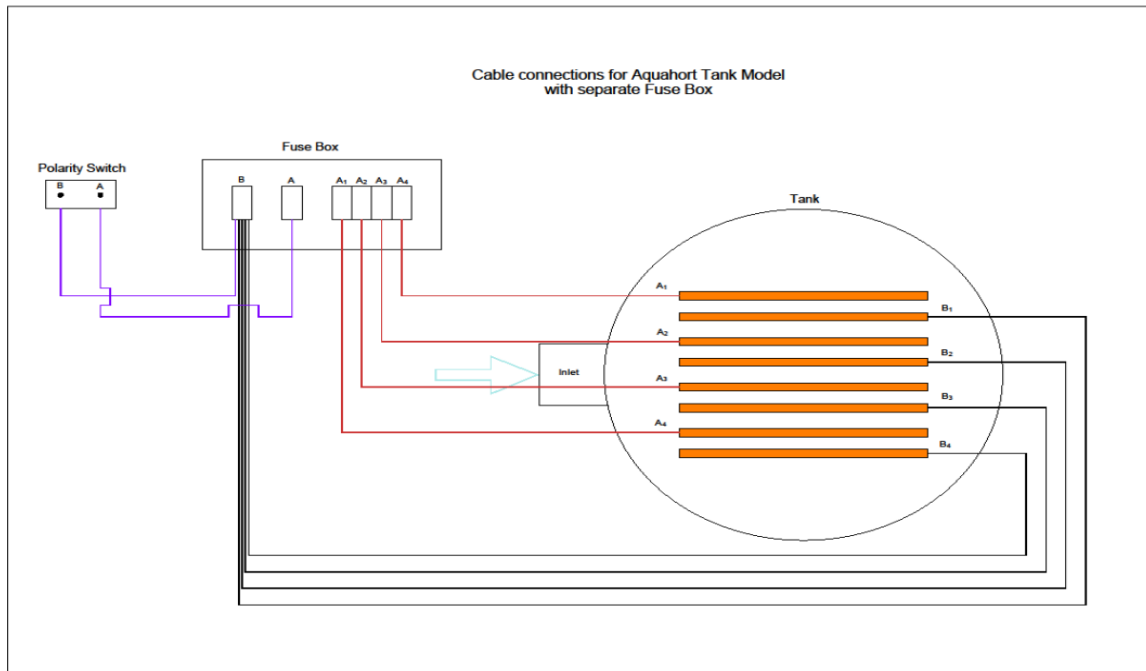 Cable connections for Aquahort Tank Model
with separate Fuse Box
Fuse Box
Polarity Switch
B A
B A A1 A2 A3 A4
Tank
A1
B1
A2
B2
Inlet
A3
B3
A4
B4